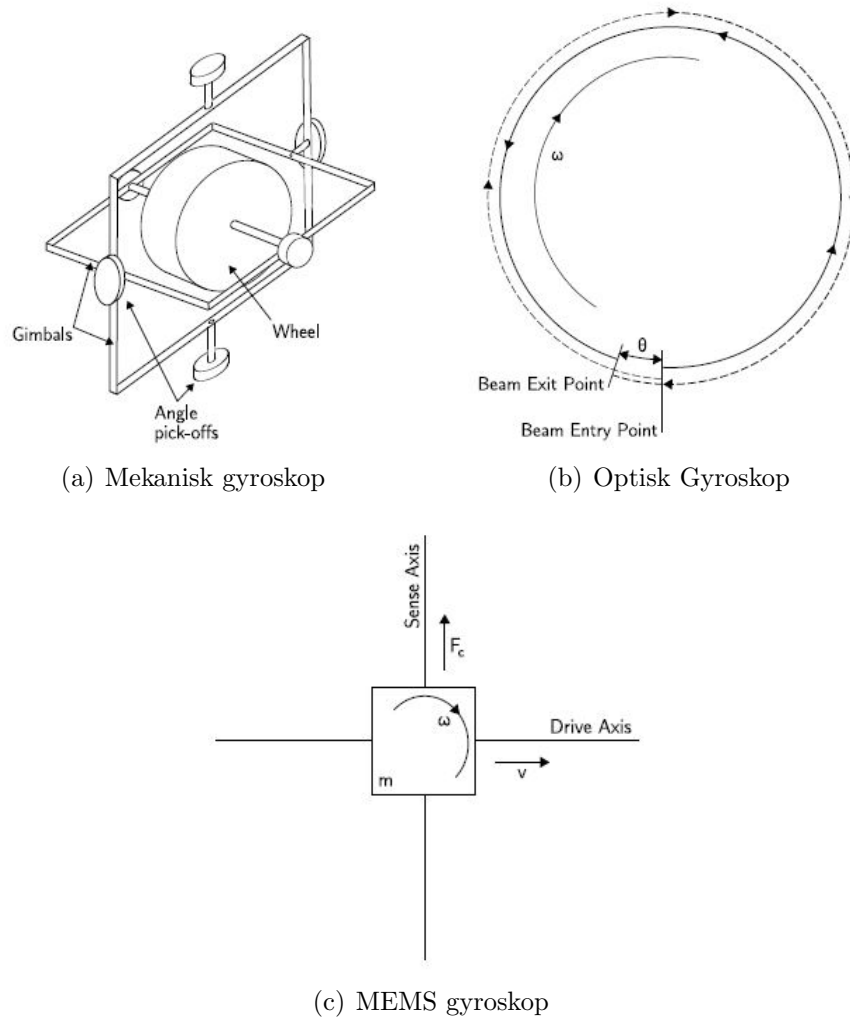 Gimbals
Wheel
Angle
pick-offs
(a) Mekanisk gyroskop
ω
θ
Beam Exit Point
Beam Entry Point
(b) Optisk Gyroskop
Sense Axis
F_c
ω
Drive Axis
m
v
(c) MEMS gyroskop